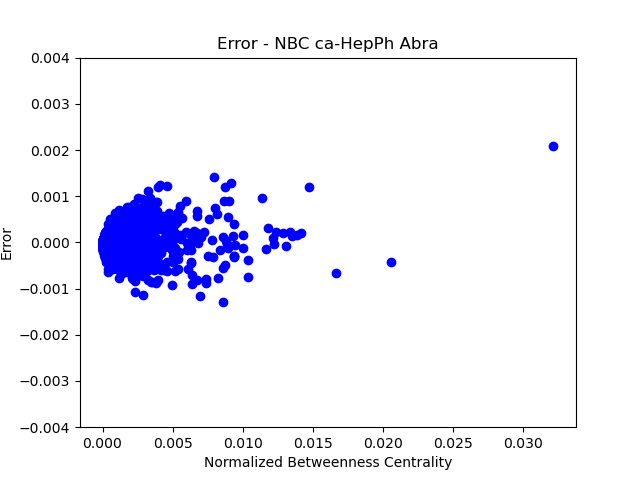 Error - NBC ca-HepPh Abra
0.004
0.003
0.002
0.001
0.000
−0.001
−0.002
−0.003
−0.004
Error
0.000 0.005 0.010 0.015 0.020 0.025 0.030
Normalized Betweenness Centrality